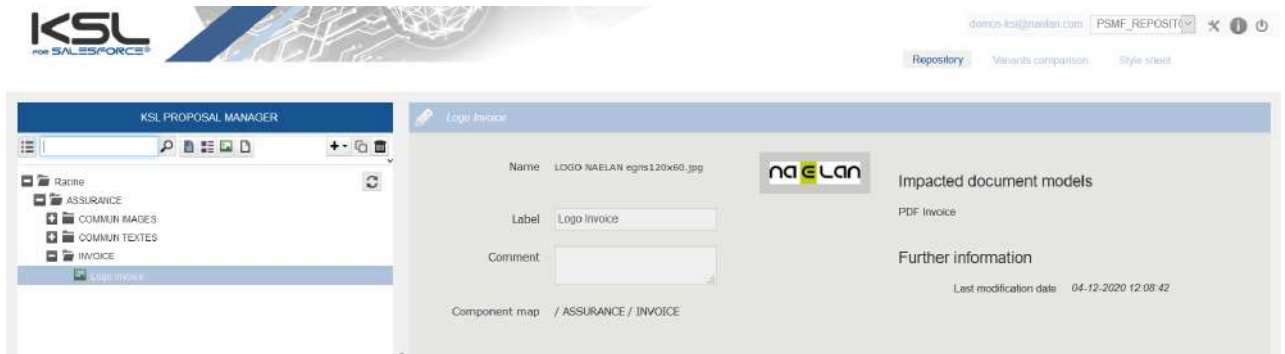 KSL
FOR SALESFORCE®
demos-ksl@naelan.com PSMF_REPOSIT
Repository Variants comparison Style sheet
KSL PROPOSAL MANAGER
Logo Invoice
Name LOGO NAELAN egns120x60.jpg
naeLan
Racine
ASSURANCE
COMMUN IMAGES
COMMUN TEXTES
INVOICE
Logo Invoice
Label Logo Invoice
Comment
Component map / ASSURANCE / INVOICE
Impacted document models
PDF Invoice
Further information
Last modification date 04-12-2020 12:08:42